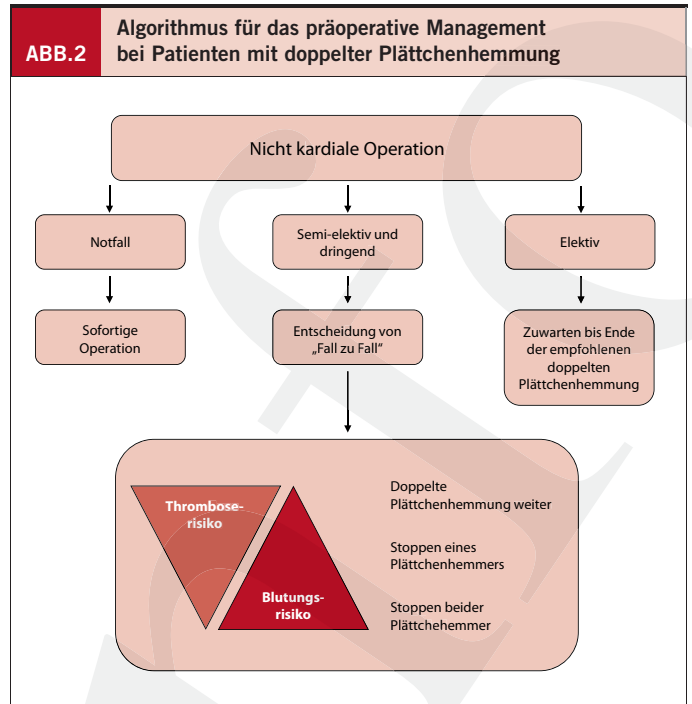 ABB.2
Algorithmus für das präoperative Management
bei Patienten mit doppelter Plättchenhemmung
Nicht kardiale Operation
Notfall
Semi-elektiv und
dringend
Elektiv
Sofortige
Operation
Entscheidung von
„Fall zu Fall“
Zuwarten bis Ende
der empfohlenen
doppelten
Plättchenhemmung
Thrombose-
risiko
Blutungs-
risiko
Doppelte
Plättchenhemmung weiter
Stoppen eines
Plättchenhemmers
Stoppen beider
Plättchehemmer